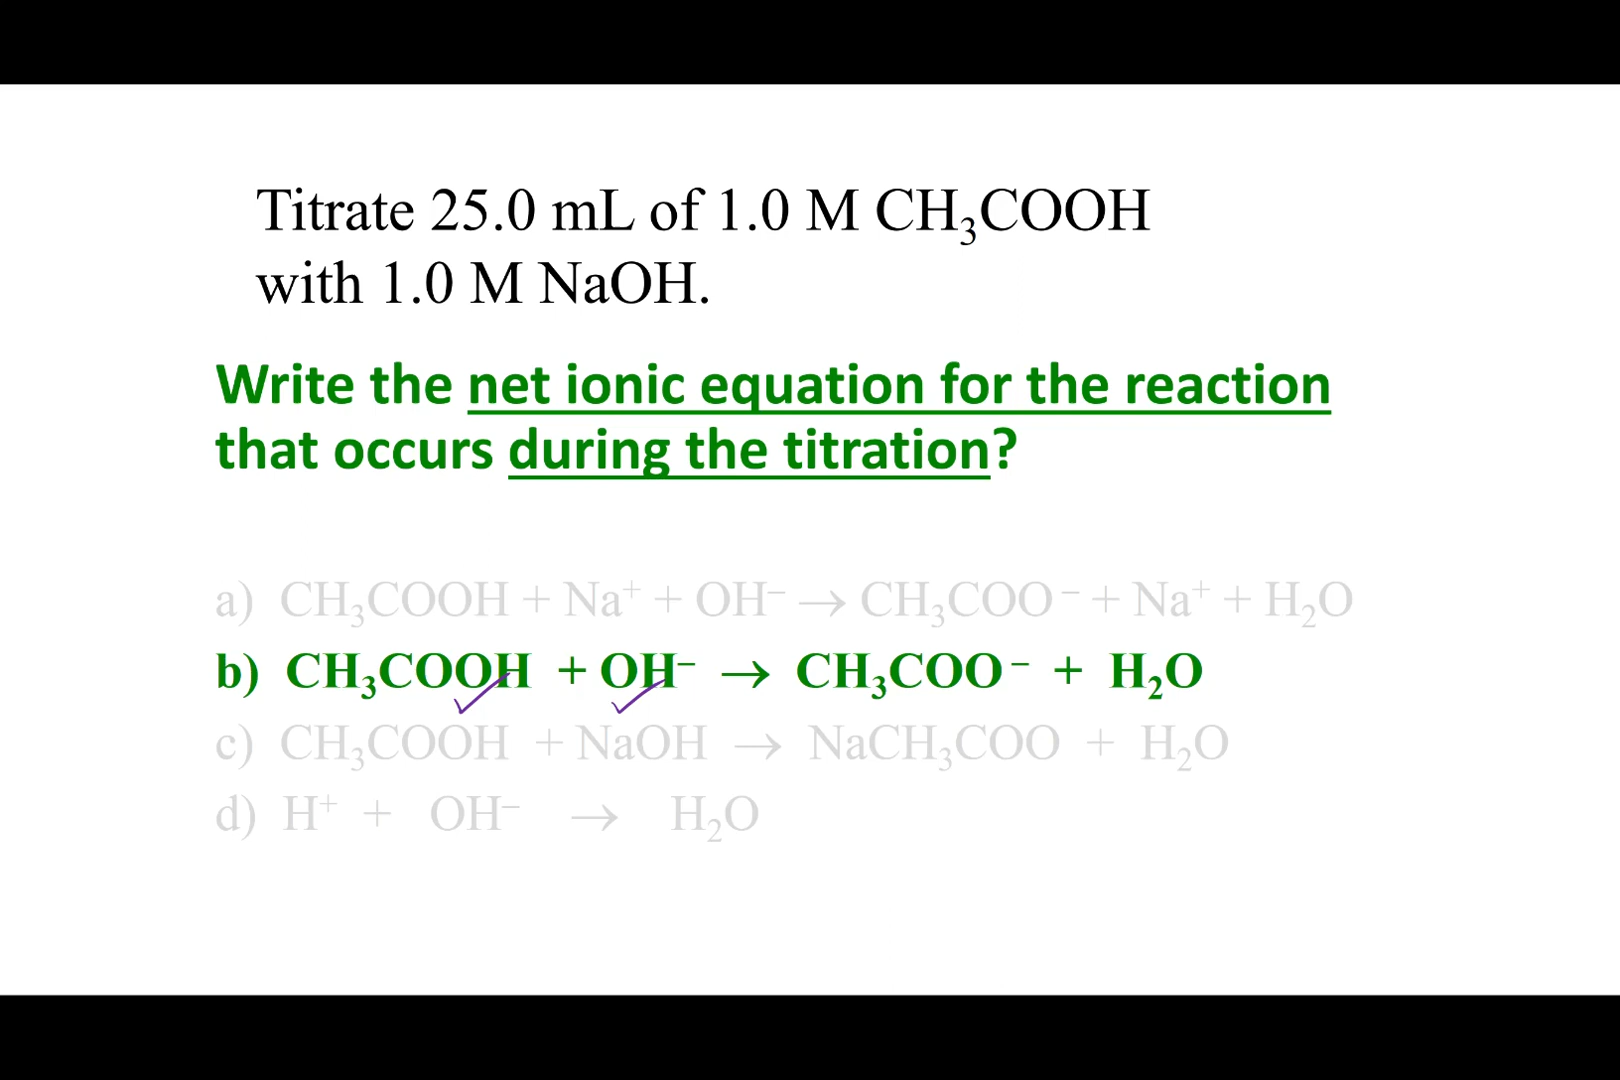 Titrate 25.0 mL of 1.0 M CH₃COOH
with 1.0 M NaOH.
Write the net ionic equation for the reaction
that occurs during the titration?
a) CH₃COOH + Na⁺ + OH⁻ → CH₃COO⁻ + Na⁺ + H₂O
b) CH₃COOH + OH⁻ → CH₃COO⁻ + H₂O
c) CH₃COOH + NaOH → NaCH₃COO + H₂O
d) H⁺ + OH⁻ → H₂O